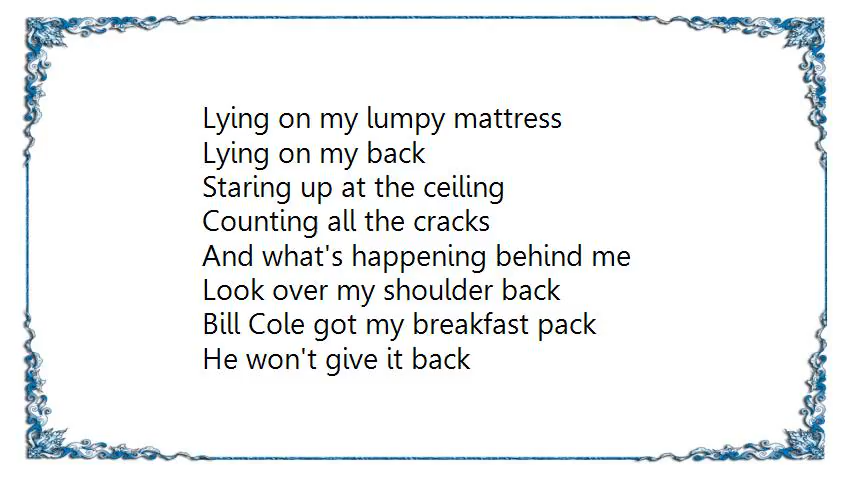 Lying on my lumpy mattress
Lying on my back
Staring up at the ceiling
Counting all the cracks
And what's happening behind me
Look over my shoulder back
Bill Cole got my breakfast pack
He won't give it back